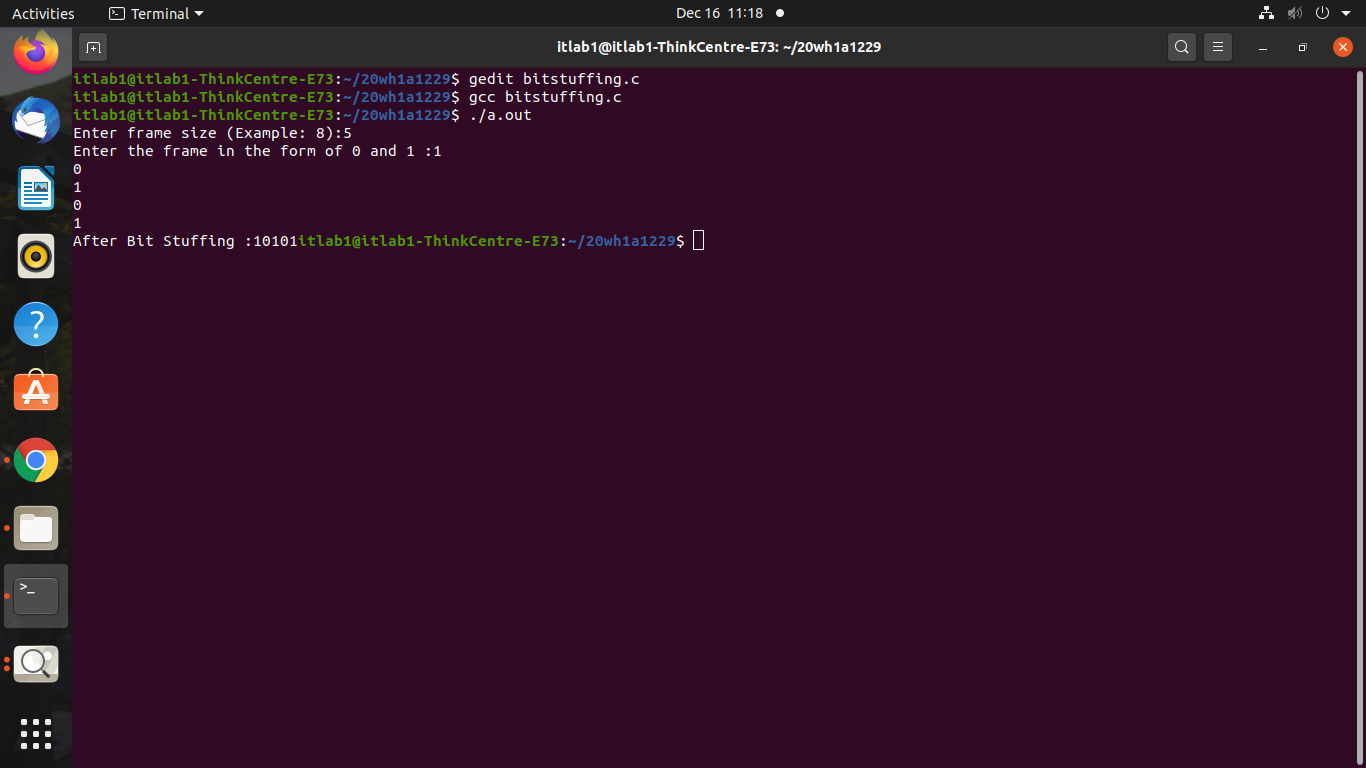 Activities Terminal Dec 16 11:18
itlab1@itlab1-ThinkCentre-E73: ~/20wh1a1229
itlab1@itlab1-ThinkCentre-E73:~/20wh1a1229$ gedit bitstuffing.c
itlab1@itlab1-ThinkCentre-E73:~/20wh1a1229$ gcc bitstuffing.c
itlab1@itlab1-ThinkCentre-E73:~/20wh1a1229$ ./a.out
Enter frame size (Example: 8):5
Enter the frame in the form of 0 and 1 :1
0
1
0
1
After Bit Stuffing :10101itlab1@itlab1-ThinkCentre-E73:~/20wh1a1229$